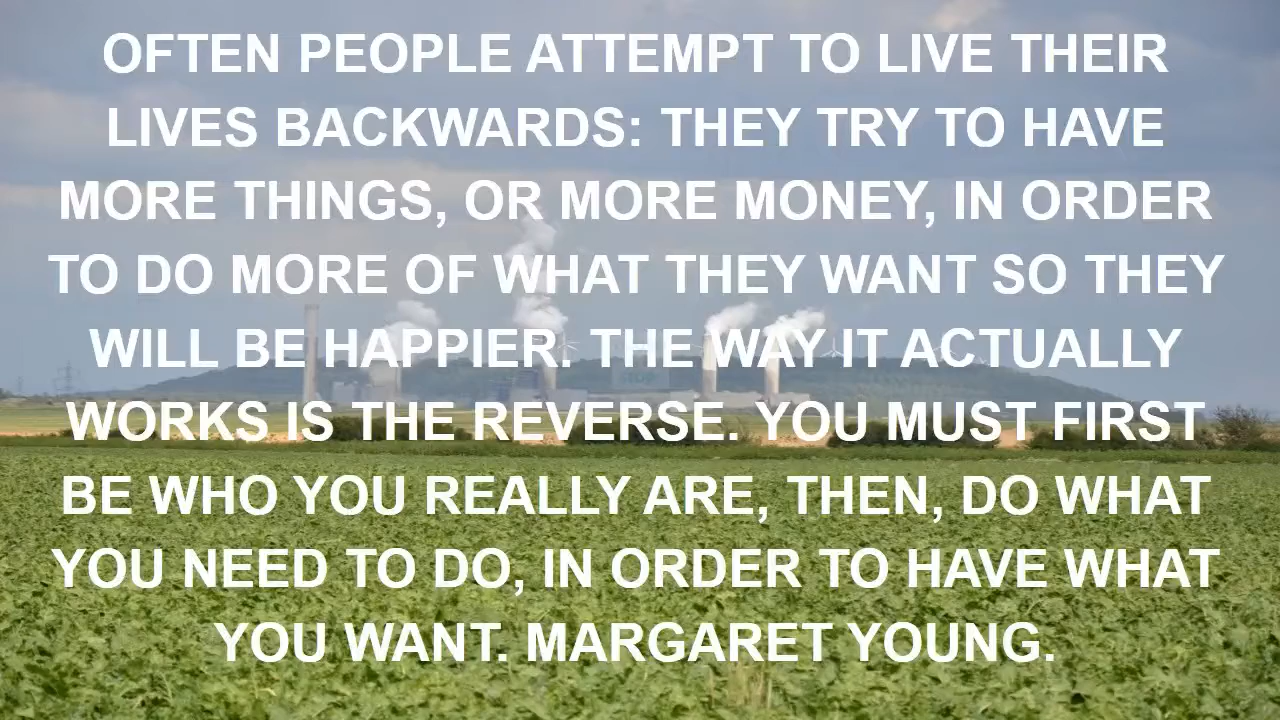 OFTEN PEOPLE ATTEMPT TO LIVE THEIR
LIVES BACKWARDS: THEY TRY TO HAVE
MORE THINGS, OR MORE MONEY, IN ORDER
TO DO MORE OF WHAT THEY WANT SO THEY
WILL BE HAPPIER. THE WAY IT ACTUALLY
WORKS IS THE REVERSE. YOU MUST FIRST
BE WHO YOU REALLY ARE, THEN, DO WHAT
YOU NEED TO DO, IN ORDER TO HAVE WHAT
YOU WANT. MARGARET YOUNG.